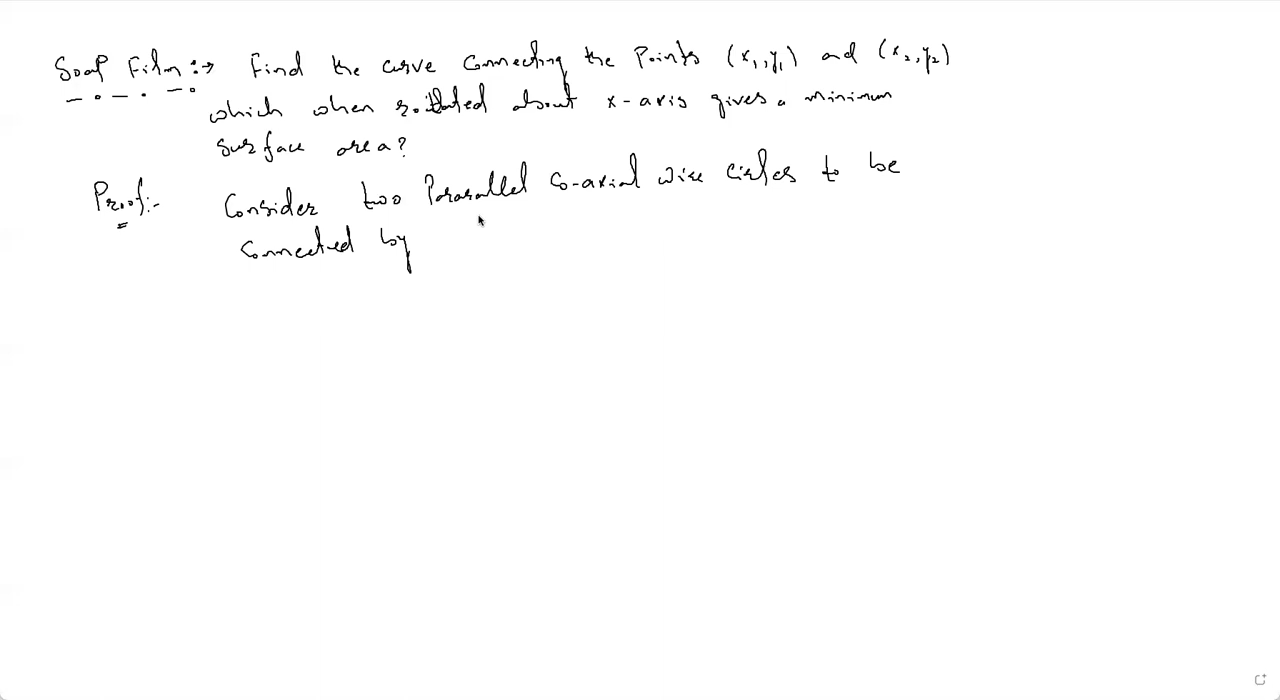 Soap Film :→ Find the curve connecting the Points (x₁, y₁) and (x₂, y₂)
which when rotated about x-axis gives a minimum
surface area?
Proof:- Consider two Parallel Co-axial wire circles to be
Connected by